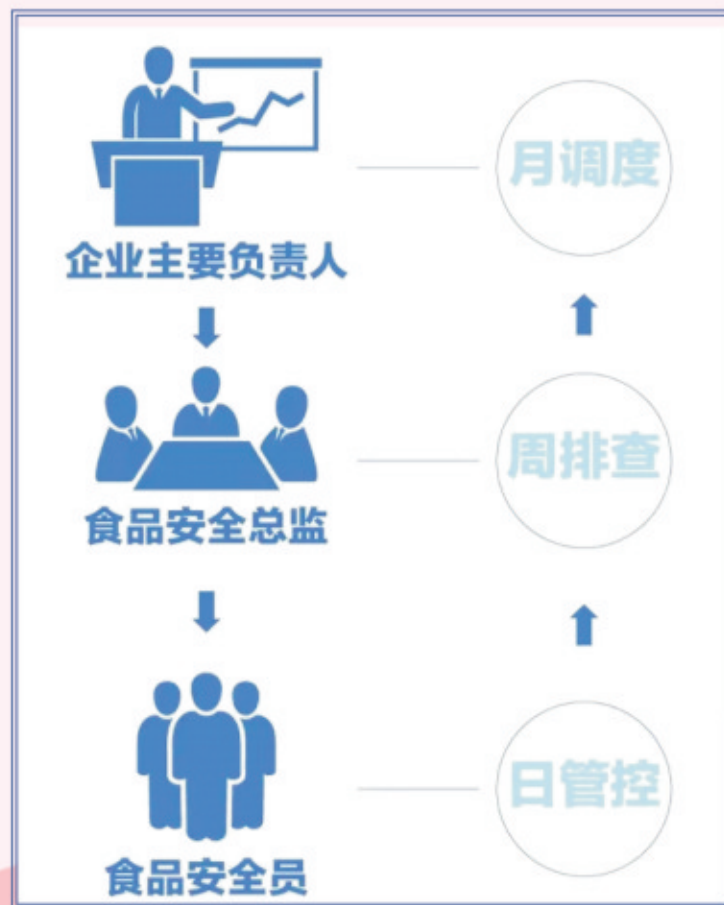 月调度
企业主要负责人
周排查
食品安全总监
日管控
食品安全员